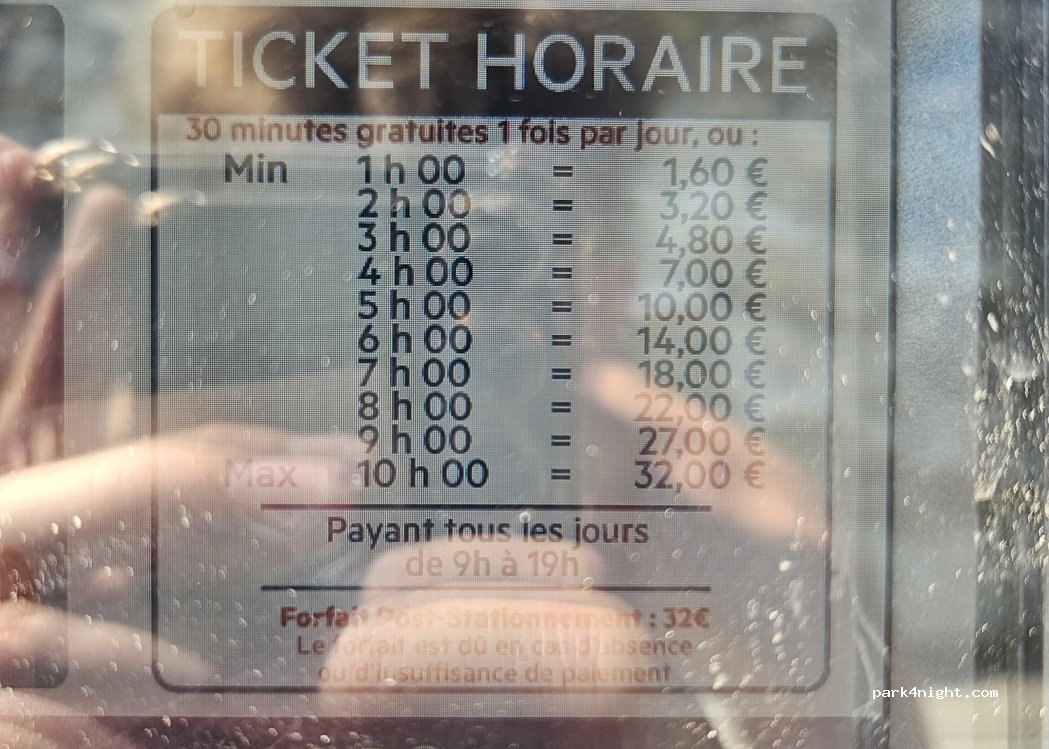 TICKET HORAIRE
30 minutes gratuites 1 fois par jour, ou :
Min 1 h 00 = 1,60 €
2 h 00 = 3,20 €
3 h 00 = 4,80 €
4 h 00 = 7,00 €
5 h 00 = 10,00 €
6 h 00 = 14,00 €
7 h 00 = 18,00 €
8 h 00 = 22,00 €
9 h 00 = 27,00 €
Max 10 h 00 = 32,00 €
Payant tous les jours
de 9h à 19h
Forfait Post-Stationnement : 32€
Le forfait est dû en cas d'absence
ou d'insuffisance de paiement
park4night.com